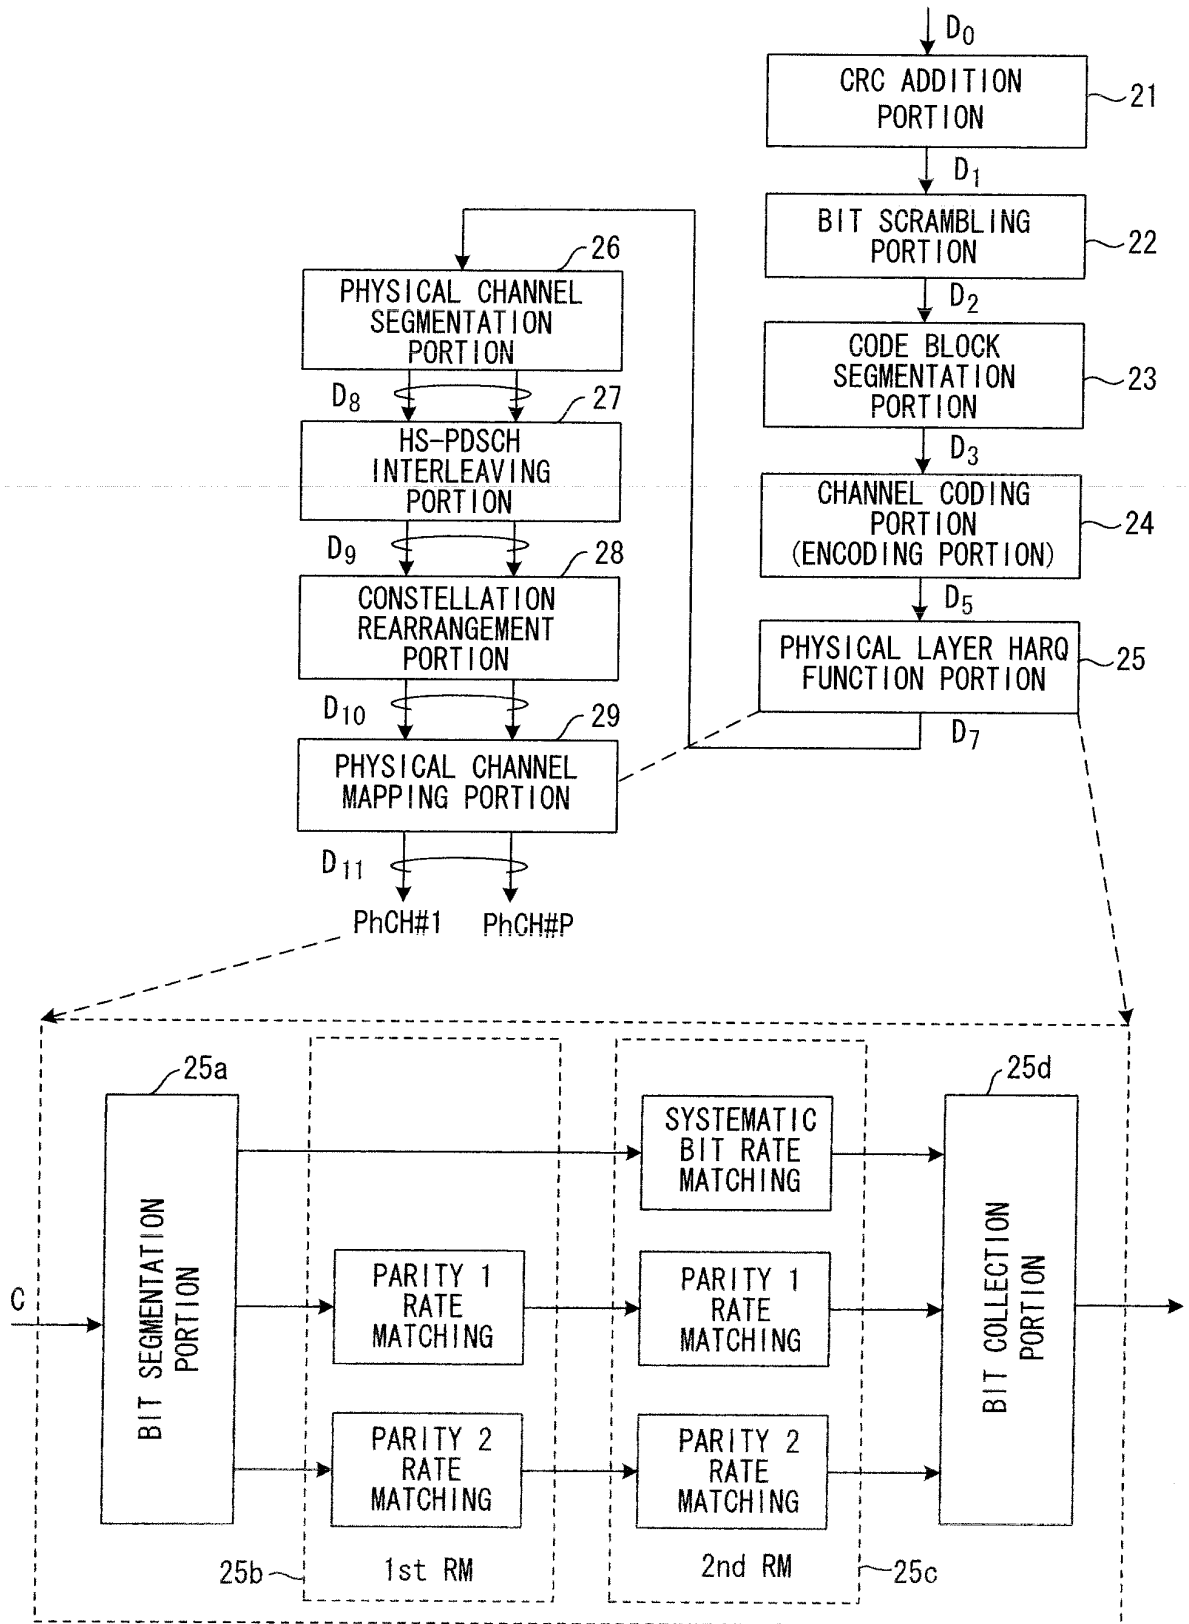 D0
CRC ADDITION
PORTION
21
D1
BIT SCRAMBLING
PORTION
22
D2
CODE BLOCK
SEGMENTATION
PORTION
23
D3
CHANNEL CODING
PORTION
(ENCODING PORTION)
24
D5
PHYSICAL LAYER HARQ
FUNCTION PORTION
25
D7
26
PHYSICAL CHANNEL
SEGMENTATION
PORTION
D8
27
HS-PDSCH
INTERLEAVING
PORTION
D9
28
CONSTELLATION
REARRANGEMENT
PORTION
D10
29
PHYSICAL CHANNEL
MAPPING PORTION
D11
PhCH#1 PhCH#P
C
25a
BIT SEGMENTATION
PORTION
PARITY 1
RATE
MATCHING
PARITY 2
RATE
MATCHING
25b
1st RM
SYSTEMATIC
BIT RATE
MATCHING
PARITY 1
RATE
MATCHING
PARITY 2
RATE
MATCHING
2nd RM
25c
25d
BIT COLLECTION
PORTION